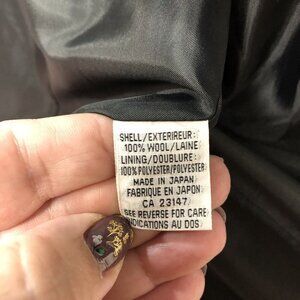 SHELL/EXTERIREUR:
100% WOOL/LAINE
LINING/DOUBLURE:
100% POLYESTER/POLYESTER
MADE IN JAPAN
FABRIQUE EN JAPON
CA 23147
SEE REVERSE FOR CARE
INDICATIONS AU DOS